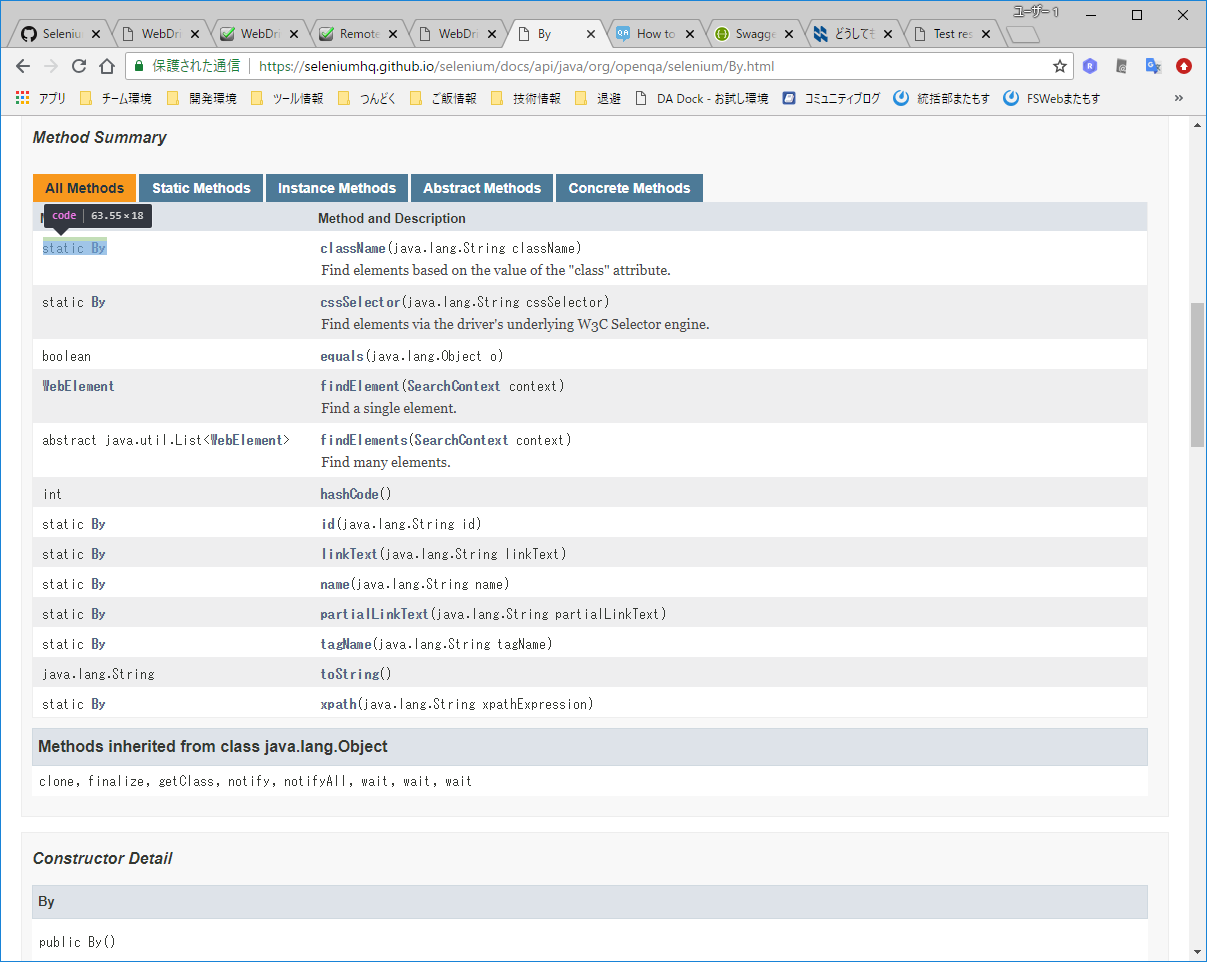 ユーザー 1
Seleniu
WebDri
WebDri
Remote
WebDri
By
How to
Swagge
どうしても
Test res
保護された通信
https://seleniumhq.github.io/selenium/docs/api/java/org/openqa/selenium/By.html
アプリ チーム環境 開発環境 ツール情報 つんどく ご飯情報 技術情報 退避 DA Dock - お試し環境 コミュニティブログ 統括部またもす FSWebまたもす »
Method Summary
All Methods Static Methods Instance Methods Abstract Methods Concrete Methods
code 63.55×18
Method and Description
static By className(java.lang.String className)
Find elements based on the value of the "class" attribute.
static By cssSelector(java.lang.String cssSelector)
Find elements via the driver's underlying W3C Selector engine.
boolean equals(java.lang.Object o)
WebElement findElement(SearchContext context)
Find a single element.
abstract java.util.List<WebElement> findElements(SearchContext context)
Find many elements.
int hashCode()
static By id(java.lang.String id)
static By linkText(java.lang.String linkText)
static By name(java.lang.String name)
static By partialLinkText(java.lang.String partialLinkText)
static By tagName(java.lang.String tagName)
java.lang.String toString()
static By xpath(java.lang.String xpathExpression)
Methods inherited from class java.lang.Object
clone, finalize, getClass, notify, notifyAll, wait, wait, wait
Constructor Detail
By
public By()